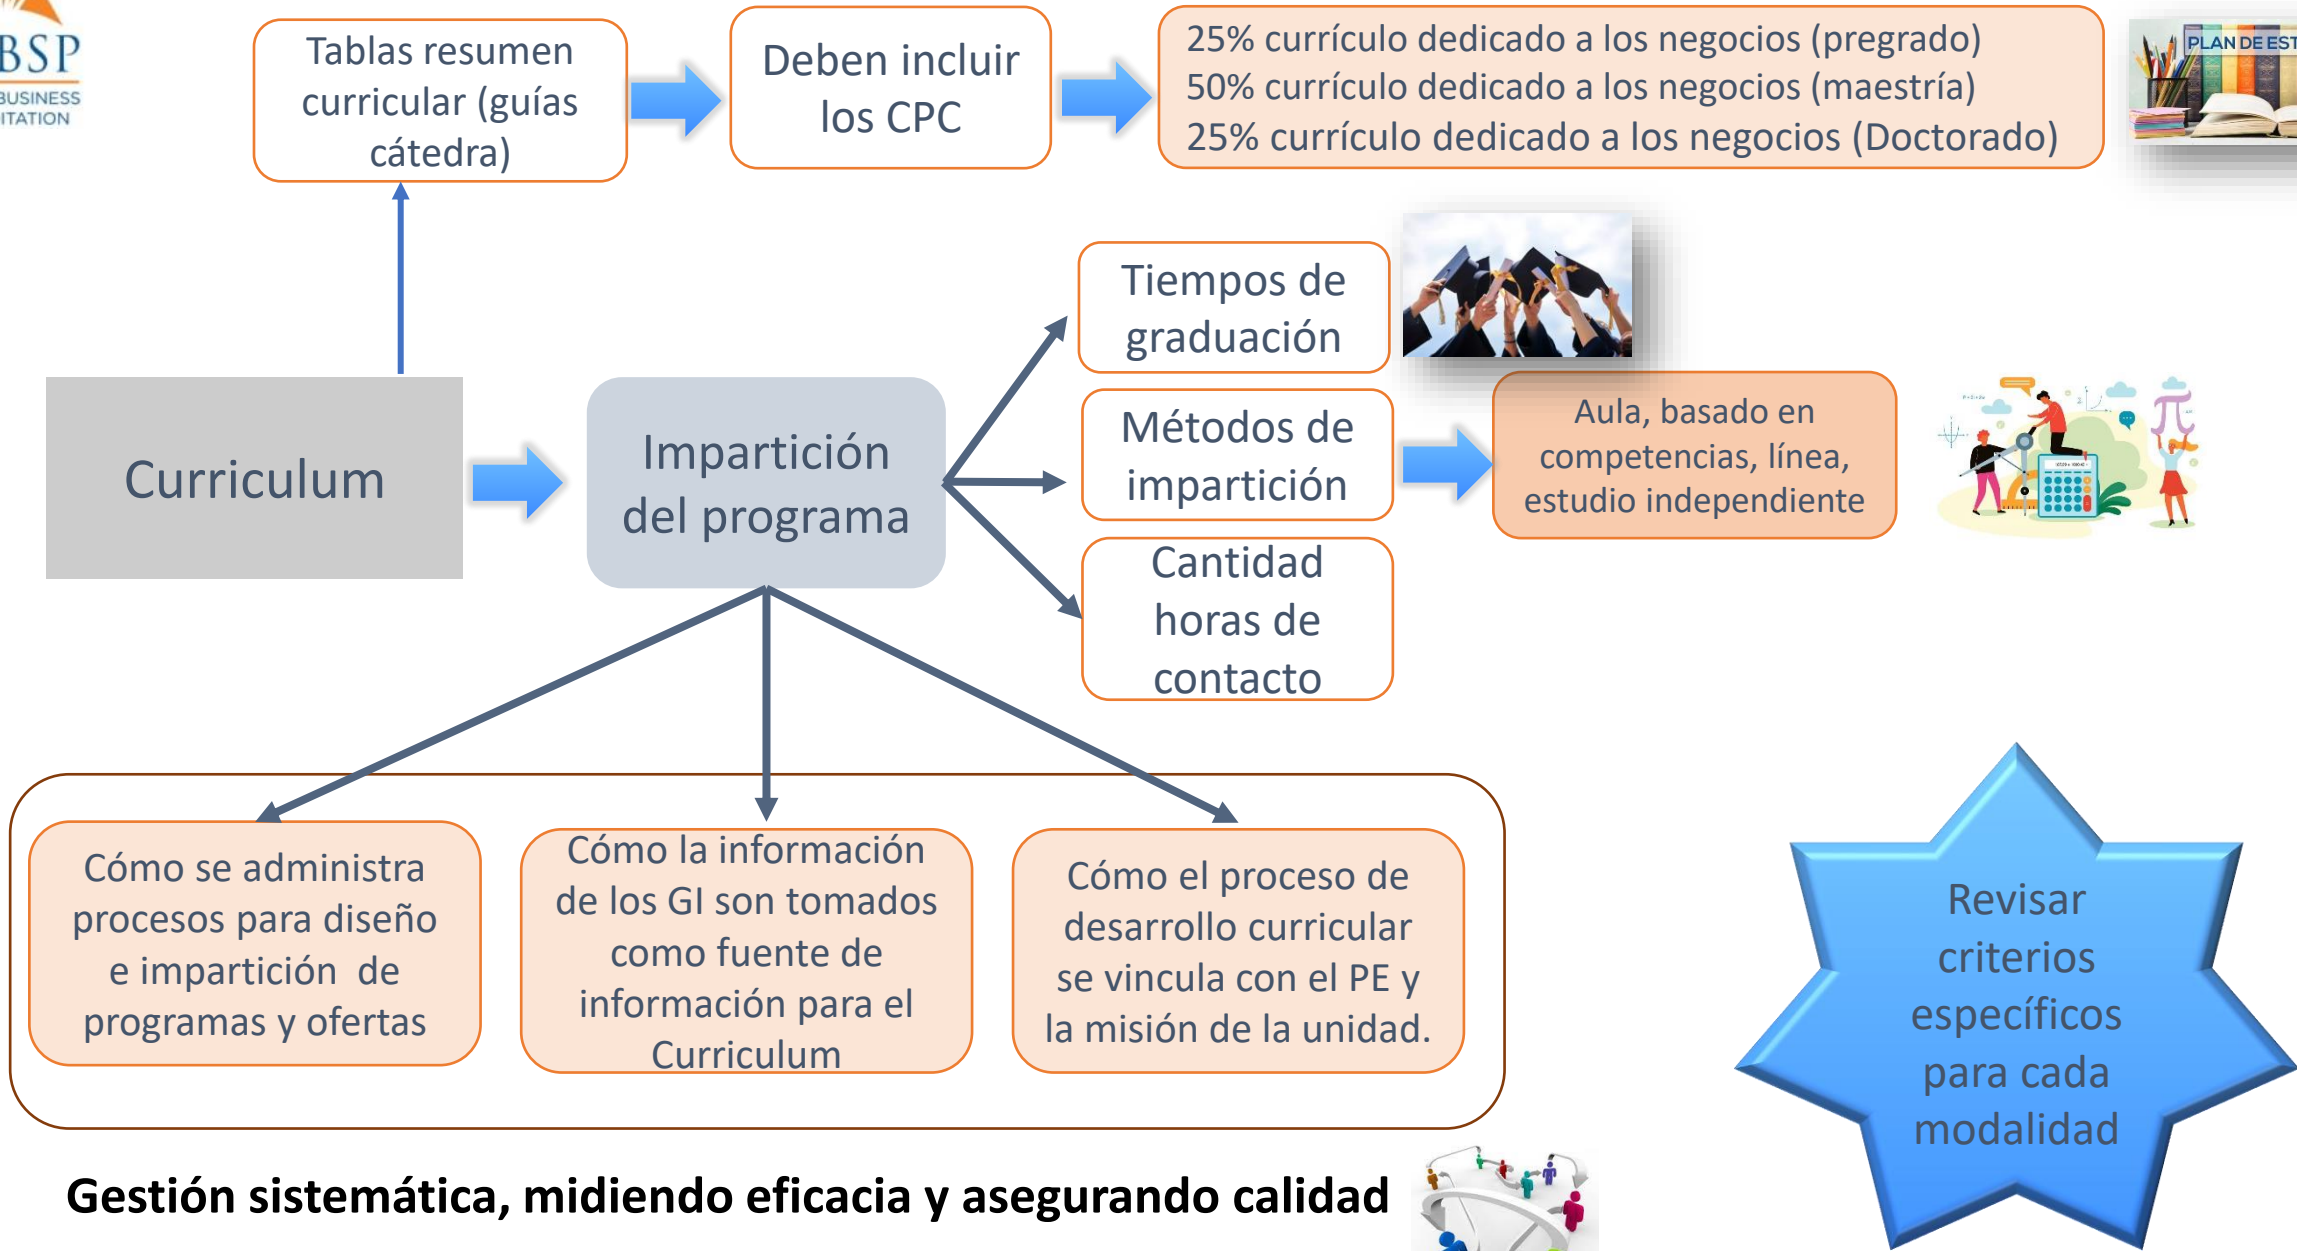 BSP
BUSINESS
ITATION
Tablas resumen
curricular (guías
cátedra)
Deben incluir
los CPC
25% currículo dedicado a los negocios (pregrado)
50% currículo dedicado a los negocios (maestría)
25% currículo dedicado a los negocios (Doctorado)
PLAN DE EST
Tiempos de
graduación
Curriculum
Impartición
del programa
Métodos de
impartición
Aula, basado en
competencias, línea,
estudio independiente
Cantidad
horas de
contacto
Cómo se administra
procesos para diseño
e impartición de
programas y ofertas
Cómo la información
de los GI son tomados
como fuente de
información para el
Curriculum
Cómo el proceso de
desarrollo curricular
se vincula con el PE y
la misión de la unidad.
Revisar
criterios
específicos
para cada
modalidad
Gestión sistemática, midiendo eficacia y asegurando calidad